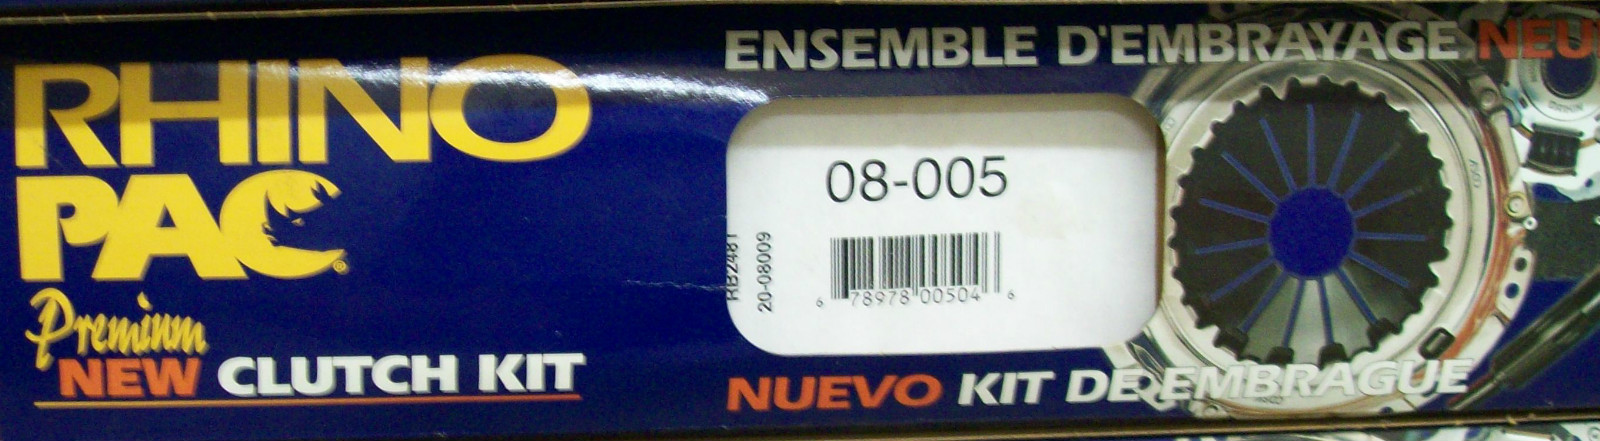 RHINO
PAC®
Premium
NEW CLUTCH KIT
ENSEMBLE D'EMBRAYAGE NEU
08-005
RB2481
20-08009
6 78978 00504 6
NUEVO KIT DE EMBRAGUE